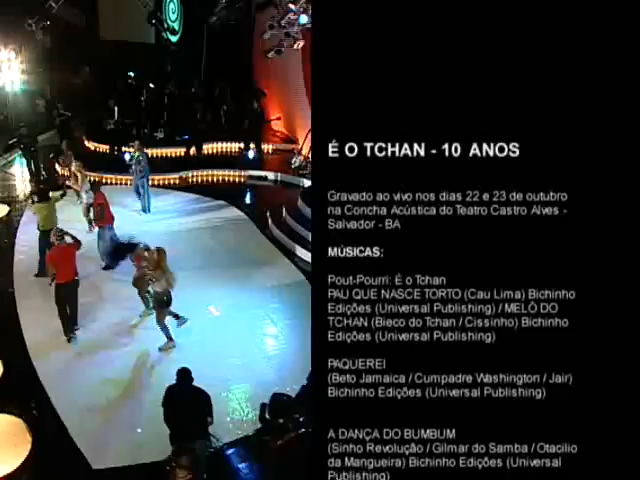 É O TCHAN - 10 ANOS
Gravado ao vivo nos dias 22 e 23 de outubro
na Concha Acústica do Teatro Castro Alves -
Salvador - BA
MÚSICAS:
Pout-Pourri: É o Tchan
PAU QUE NASCE TORTO (Cau Lima) Bichinho
Edições (Universal Publishing) / MELÔ DO
TCHAN (Bieco do Tchan / Cissinho) Bichinho
Edições (Universal Publishing)
PAQUEREI
(Beto Jamaica / Cumpadre Washington / Jair)
Bichinho Edições (Universal Publishing)
A DANÇA DO BUMBUM
(Sinho Revolução / Gilmar do Samba / Otacilio
da Mangueira) Bichinho Edições (Universal
Publishing)